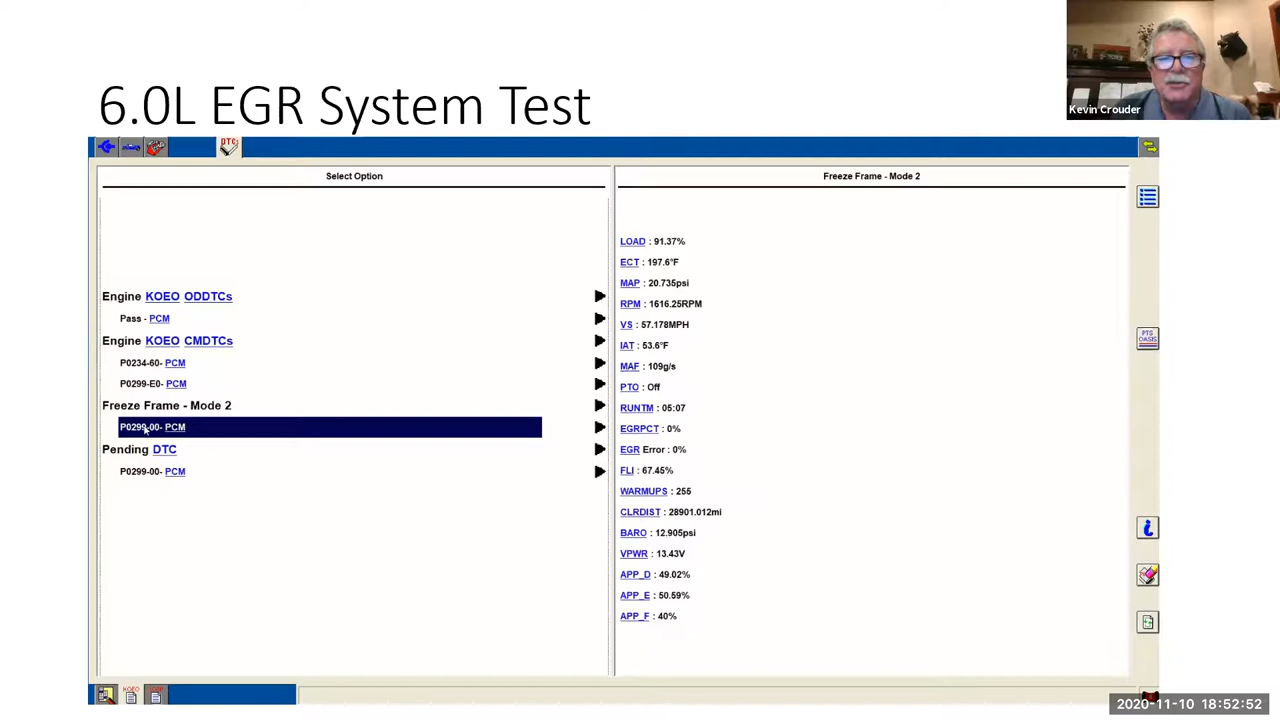 Kevin Crouder
6.0L EGR System Test
DTC
Select Option
Engine KOEO ODDTCs
Pass - PCM
Engine KOEO CMDTCs
P0234-60- PCM
P0299-E0- PCM
Freeze Frame - Mode 2
P0299-00- PCM
Pending DTC
P0299-00- PCM
Freeze Frame - Mode 2
LOAD : 91.37%
ECT : 197.6°F
MAP : 20.735psi
RPM : 1616.25RPM
VS : 57.178MPH
IAT : 53.6°F
MAF : 109g/s
PTO : Off
RUNTM : 05:07
EGRPCT : 0%
EGR Error : 0%
FLI : 67.45%
WARMUPS : 255
CLRDIST : 28901.012mi
BARO : 12.905psi
VPWR : 13.43V
APP_D : 49.02%
APP_E : 50.59%
APP_F : 40%
PTS
OASIS
KOEO
2020-11-10 18:52:52